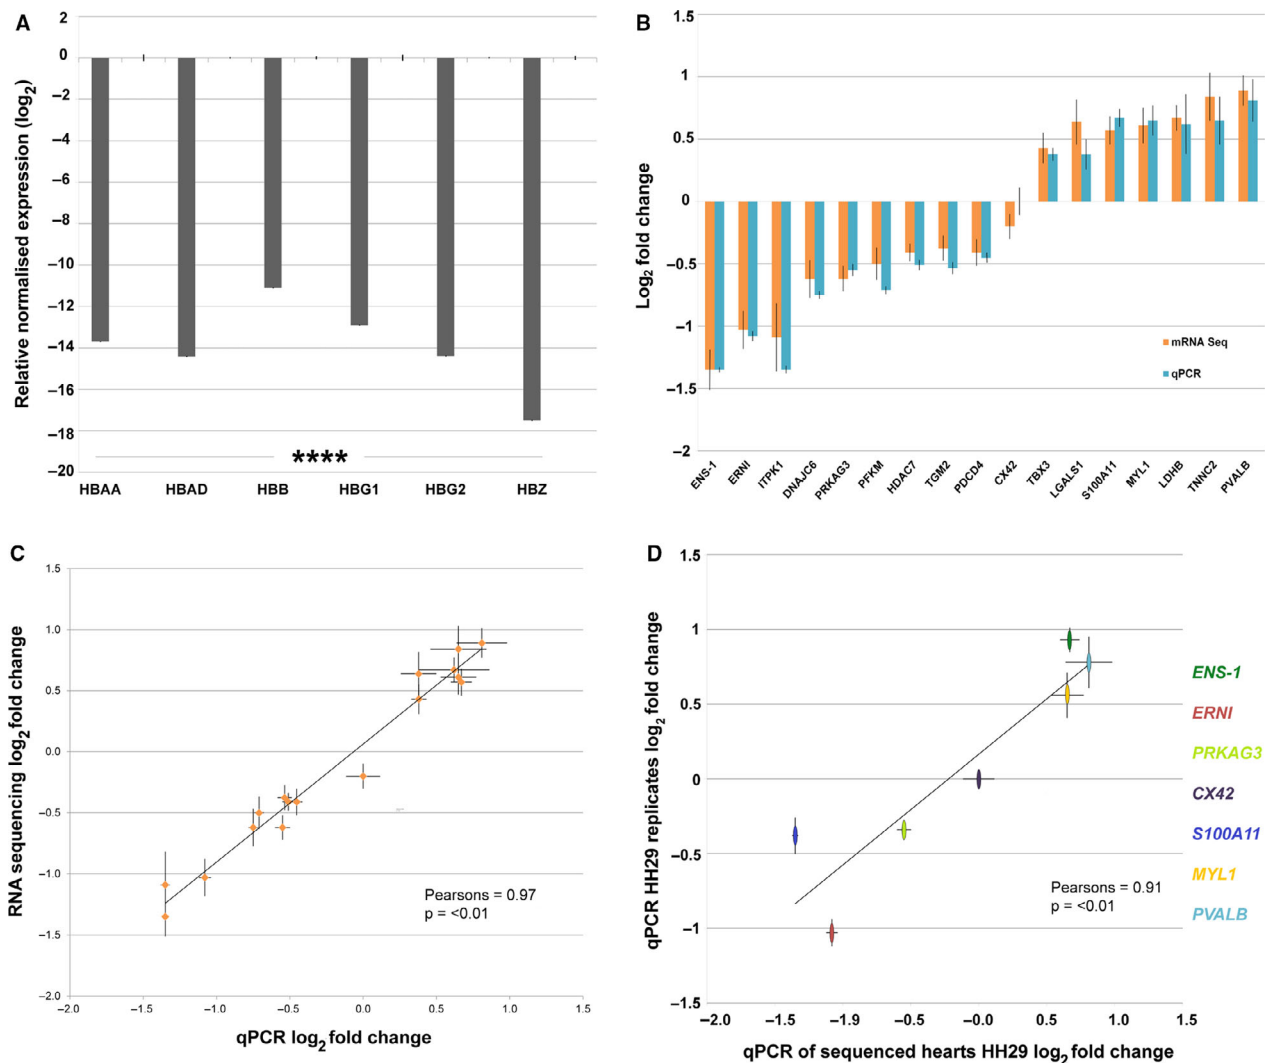 A
2
0
−2
−4
−6
−8
−10
−12
−14
−16
−18
−20
Relative normalised expression (log2)
****
HBAA HBAD HBB HBG1 HBG2 HBZ
B
1.5
1
0.5
0
−0.5
−1
−1.5
−2
Log2 fold change
mRNA Seq
qPCR
ENS-1 ERNI ITPK1 DNAJC6 PRKAG3 PFKM HDAC7 TGM2 PDCD4 CX42 TBX3 LGALS1 S100A11 MYL1 LDHB TNNC2 PVALB
C
1.5
1.0
0.5
0.0
−0.5
−1.0
−1.5
−2.0
RNA sequencing log2 fold change
Pearsons = 0.97
p = <0.01
−2.0 −1.5 −1.0 −0.5 0.0 0.5 1.0 1.5
qPCR log2 fold change
D
1.5
1
0.5
0
−0.5
−1
−1.5
qPCR HH29 replicates log2 fold change
Pearsons = 0.91
p = <0.01
ENS-1
ERNI
PRKAG3
CX42
S100A11
MYL1
PVALB
−2.0 −1.5 −1.9 −0.5 −0.0 0.5 1.0 1.5
qPCR of sequenced hearts HH29 log2 fold change